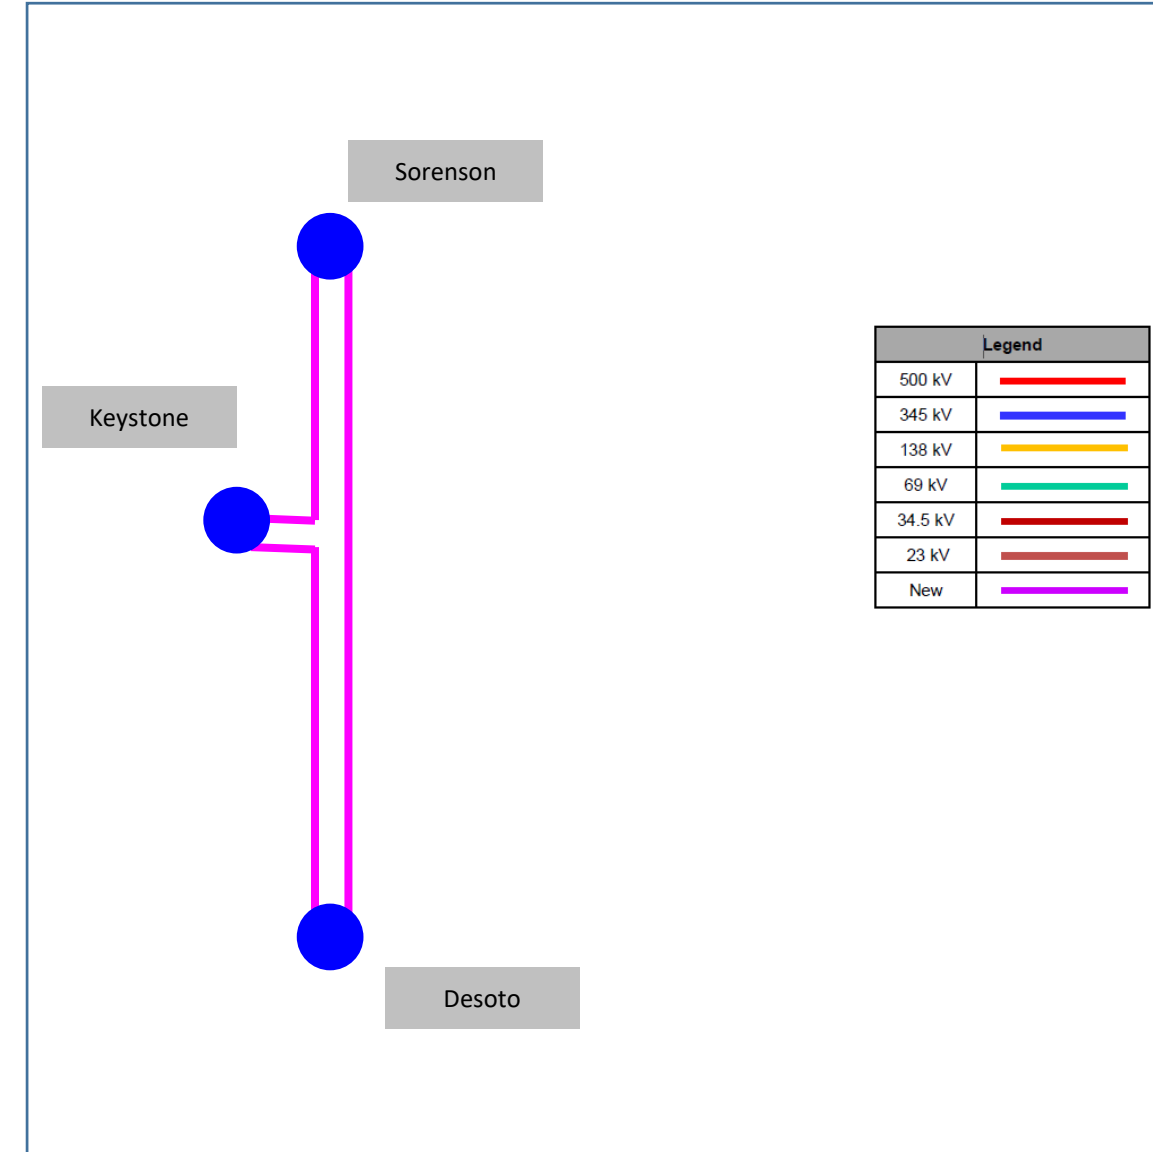 Sorenson
Keystone
Legend
500 kV
345 kV
138 kV
69 kV
34.5 kV
23 kV
New
Desoto